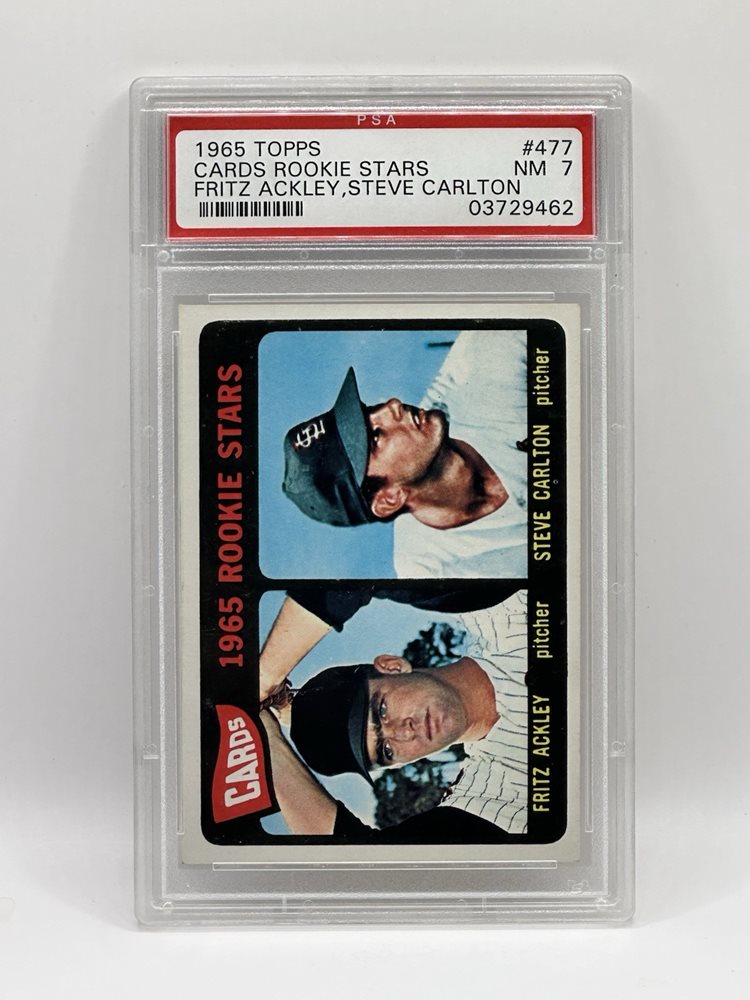 PSA
1965 TOPPS #477
CARDS ROOKIE STARS NM 7
FRITZ ACKLEY,STEVE CARLTON
03729462
CARDS 1965 ROOKIE STARS
StL
FRITZ ACKLEY pitcher STEVE CARLTON pitcher